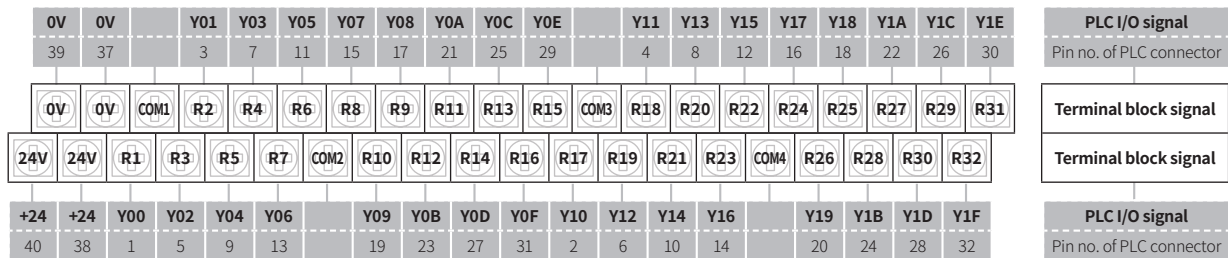 0V 0V Y01 Y03 Y05 Y07 Y08 Y0A Y0C Y0E Y11 Y13 Y15 Y17 Y18 Y1A Y1C Y1E PLC I/O signal
39 37 3 7 11 15 17 21 25 29 4 8 12 16 18 22 26 30 Pin no. of PLC connector
0V 0V COM1 R2 R4 R6 R8 R9 R11 R13 R15 COM3 R18 R20 R22 R24 R25 R27 R29 R31 Terminal block signal
24V 24V R1 R3 R5 R7 COM2 R10 R12 R14 R16 R17 R19 R21 R23 COM4 R26 R28 R30 R32 Terminal block signal
+24 +24 Y00 Y02 Y04 Y06 Y09 Y0B Y0D Y0F Y10 Y12 Y14 Y16 Y19 Y1B Y1D Y1F PLC I/O signal
40 38 1 5 9 13 19 23 27 31 2 6 10 14 20 24 28 32 Pin no. of PLC connector